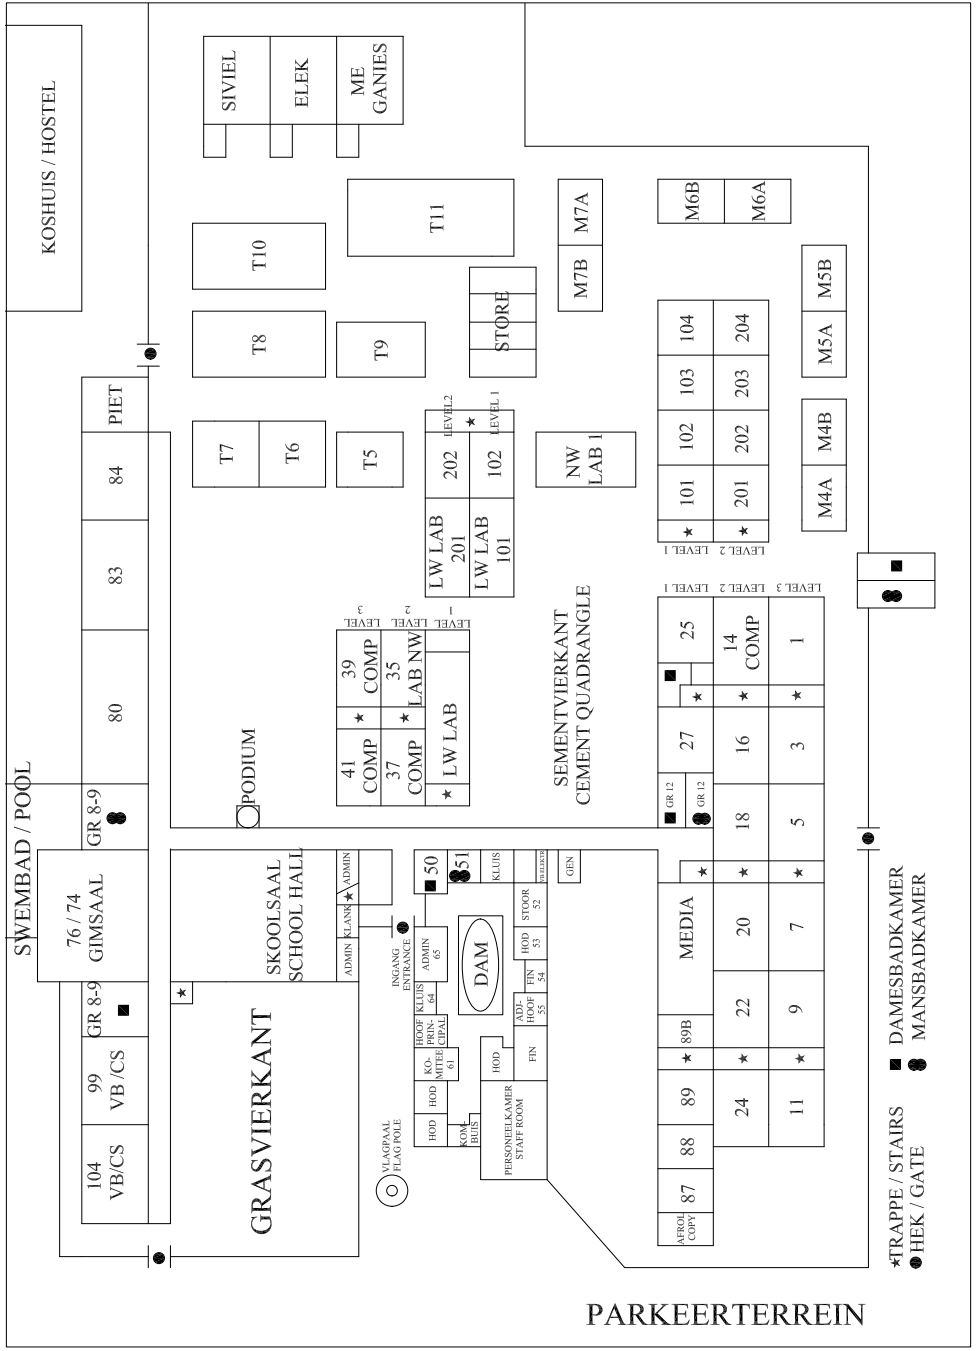 KOSHUIS / HOSTEL
SIVIEL
ELEK
ME
GANIES
T10
T11
M7A
M7B
M6B
M6A
T8
T9
STORE
M5B
M5A
104
204
103
203
102
202
101
201
LEVEL 1
LEVEL 2
M4B
M4A
PIET
84
83
80
T7
T6
T5
LEVEL2
LEVEL 1
202
102
LW LAB
201
LW LAB
101
NW
LAB 1
LEVEL
3
LEVEL
2
LEVEL
1
39
COMP
35
LAB NW
41
COMP
37
COMP
LW LAB
SEMENTVIERKANT
CEMENT QUADRANGLE
LEVEL 1
LEVEL 2
LEVEL 3
25
14
COMP
1
27
16
3
GR 12
GR 12
18
5
MEDIA
20
7
89B
22
9
89
24
11
88
87
AFROL
COPY
SWEMBAD / POOL
GR 8-9
76 / 74
GIMSAAL
GR 8-9
99
VB /CS
104
VB/CS
PODIUM
SKOOLSAAL
SCHOOL HALL
ADMIN
KLANK
ADMIN
GRASVIERKANT
INGANG
ENTRANCE
50
51
KLUIS
GEN
ADMIN
65
DAM
STOOR
52
HOD
53
FIN
54
ADJ-
HOOF
55
KLUIS
64
HOOF
PRIN-
CIPAL
KO-
MITEE
61
HOD
FIN
HOD
HOD
KOM-
BUIS
PERSONEELKAMER
STAFF ROOM
VLAGPAAL
FLAG POLE
DAMESBADKAMER
MANSBADKAMER
TRAPPE / STAIRS
HEK / GATE
PARKEERTERREIN